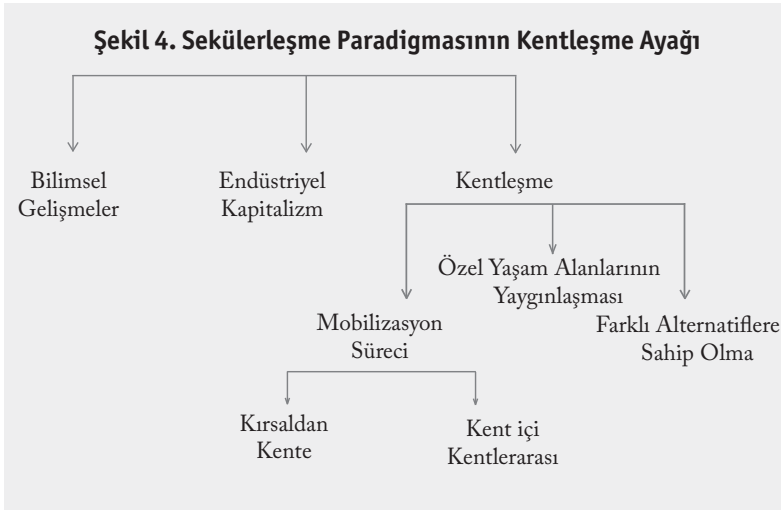 Şekil 4. Sekülerleşme Paradigmasının Kentleşme Ayağı
Bilimsel
Gelişmeler
Endüstriyel
Kapitalizm
Kentleşme
Özel Yaşam Alanlarının
Yaygınlaşması
Mobilizasyon
Süreci
Farklı Alternatiflere
Sahip Olma
Kırsaldan
Kente
Kent içi
Kentlerarası